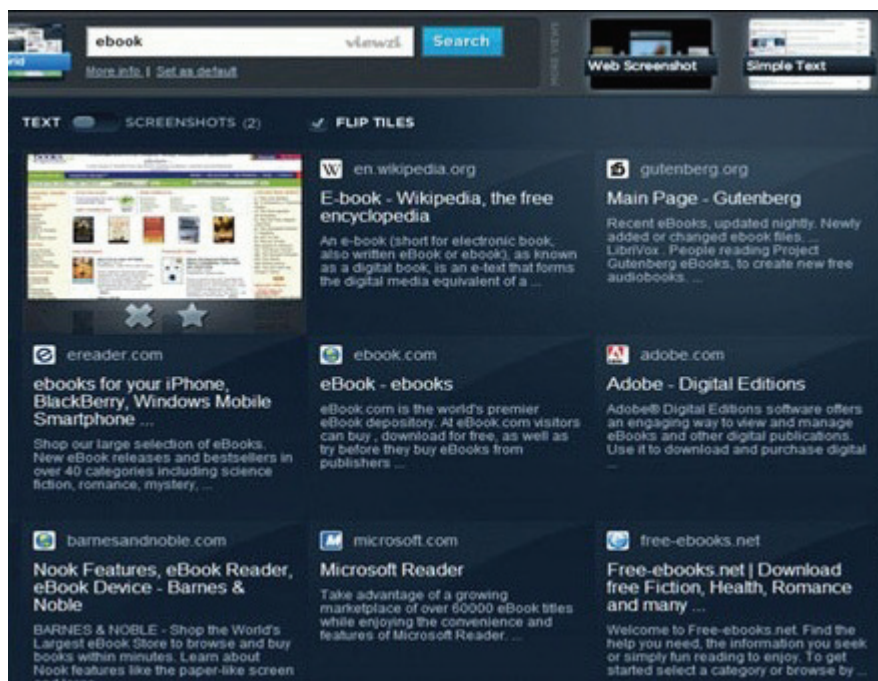 ebook
viewzi
Search
More info
|
Set as default
MORE VIEWS
Web Screenshot
Simple Text
TEXT
SCREENSHOTS (2)
FLIP TILES
en.wikipedia.org
E-book - Wikipedia, the free
encyclopedia
An e-book (short for electronic book,
also written eBook or ebook), as known
as a digital book, is an e-text that forms
the digital media equivalent of a ...
gutenberg.org
Main Page - Gutenberg
Recent eBooks, updated nightly. Newly
added or changed ebook files. ...
LibriVox . People reading Project
Gutenberg eBooks, to create new free
audiobooks. ...
ereader.com
ebooks for your iPhone,
BlackBerry, Windows Mobile
Smartphone ...
Shop our large selection of eBooks.
New eBook releases and bestsellers in
over 40 categories including science
fiction, romance, mystery, ...
ebook.com
eBook - ebooks
eBook.com is the world's premier
eBook depository. At eBook.com visitors
can buy , download for free, as well as
try before they buy eBooks from
publishers ...
adobe.com
Adobe - Digital Editions
Adobe® Digital Editions software offers
an engaging way to view and manage
eBooks and other digital publications.
Use it to download and purchase digital
...
barnesandnoble.com
Nook Features, eBook Reader,
eBook Device - Barnes &
Noble
BARNES & NOBLE - Shop the World's
Largest eBook Store to browse and buy
books within minutes. Learn about
Nook features like the paper-like screen
microsoft.com
Microsoft Reader
Take advantage of a growing
marketplace of over 60000 eBook titles
while enjoying the convenience and
features of Microsoft Reader. ...
free-ebooks.net
Free-ebooks.net | Download
free Fiction, Health, Romance
and many ...
Welcome to Free-ebooks.net. Find the
help you need, the information you seek
or simply fun reading to enjoy. To get
started select a category or browse by ...